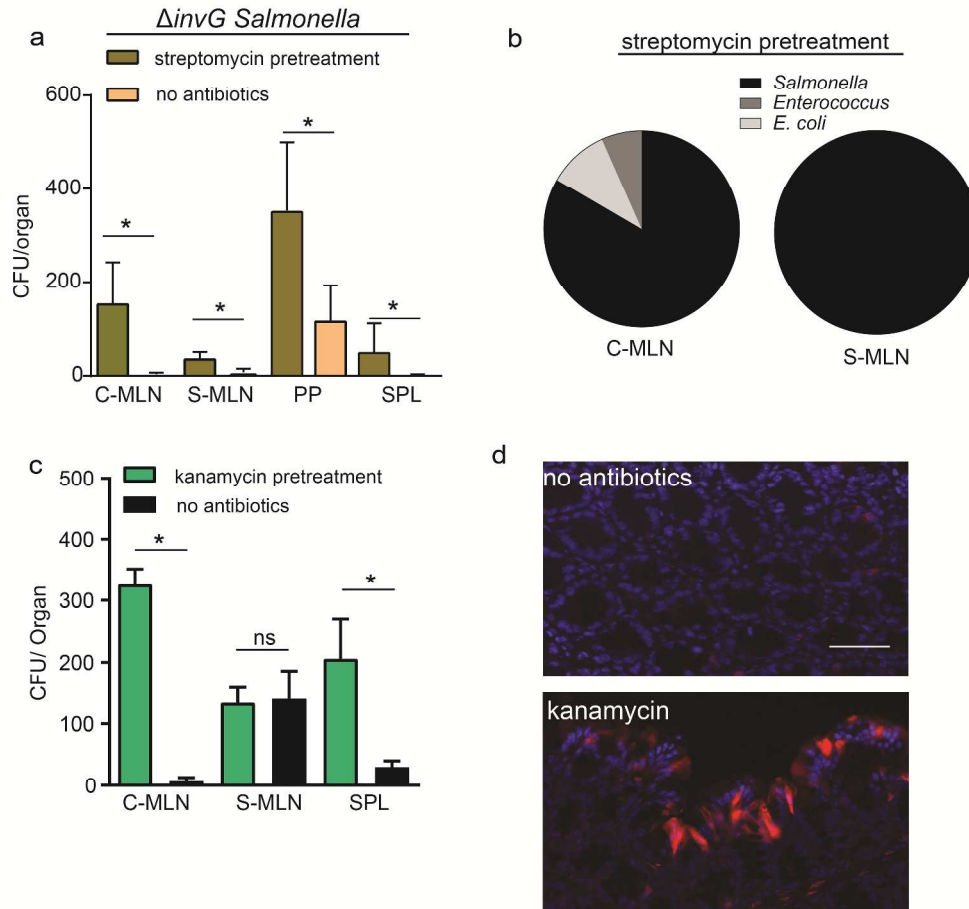 a
ΔinvG Salmonella
streptomycin pretreatment
no antibiotics
CFU/organ
600
400
200
0
*
*
*
*
C-MLN S-MLN PP SPL
b
streptomycin pretreatment
Salmonella
Enterococcus
E. coli
C-MLN
S-MLN
c
kanamycin pretreatment
no antibiotics
CFU/ Organ
500
400
300
200
100
0
*
ns
*
C-MLN S-MLN SPL
d
no antibiotics
kanamycin